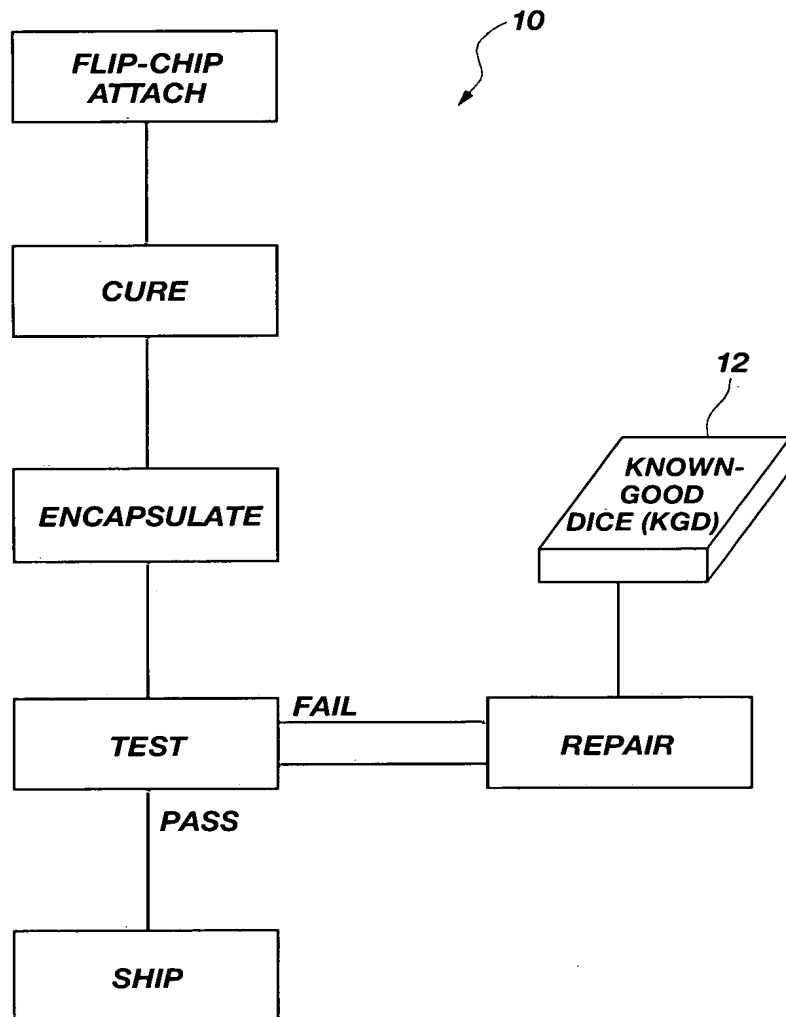 10
FLIP-CHIP
ATTACH
CURE
12
KNOWN-
GOOD
DICE (KGD)
ENCAPSULATE
FAIL
TEST
REPAIR
PASS
SHIP